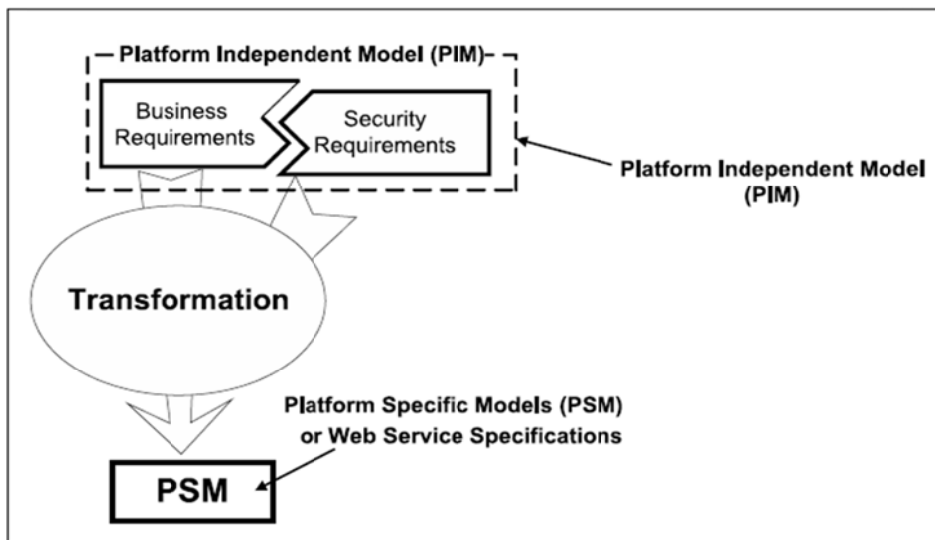 Platform Independent Model (PIM)
Business
Requirements
Security
Requirements
Platform Independent Model
(PIM)
Transformation
Platform Specific Models (PSM)
or Web Service Specifications
PSM